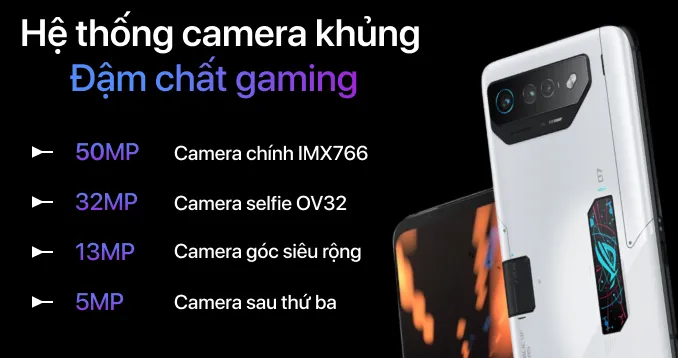 Hệ thống camera khủng
Đậm chất gaming
50MP Camera chính IMX766
32MP Camera selfie OV32
13MP Camera góc siêu rộng
5MP Camera sau thứ ba
07